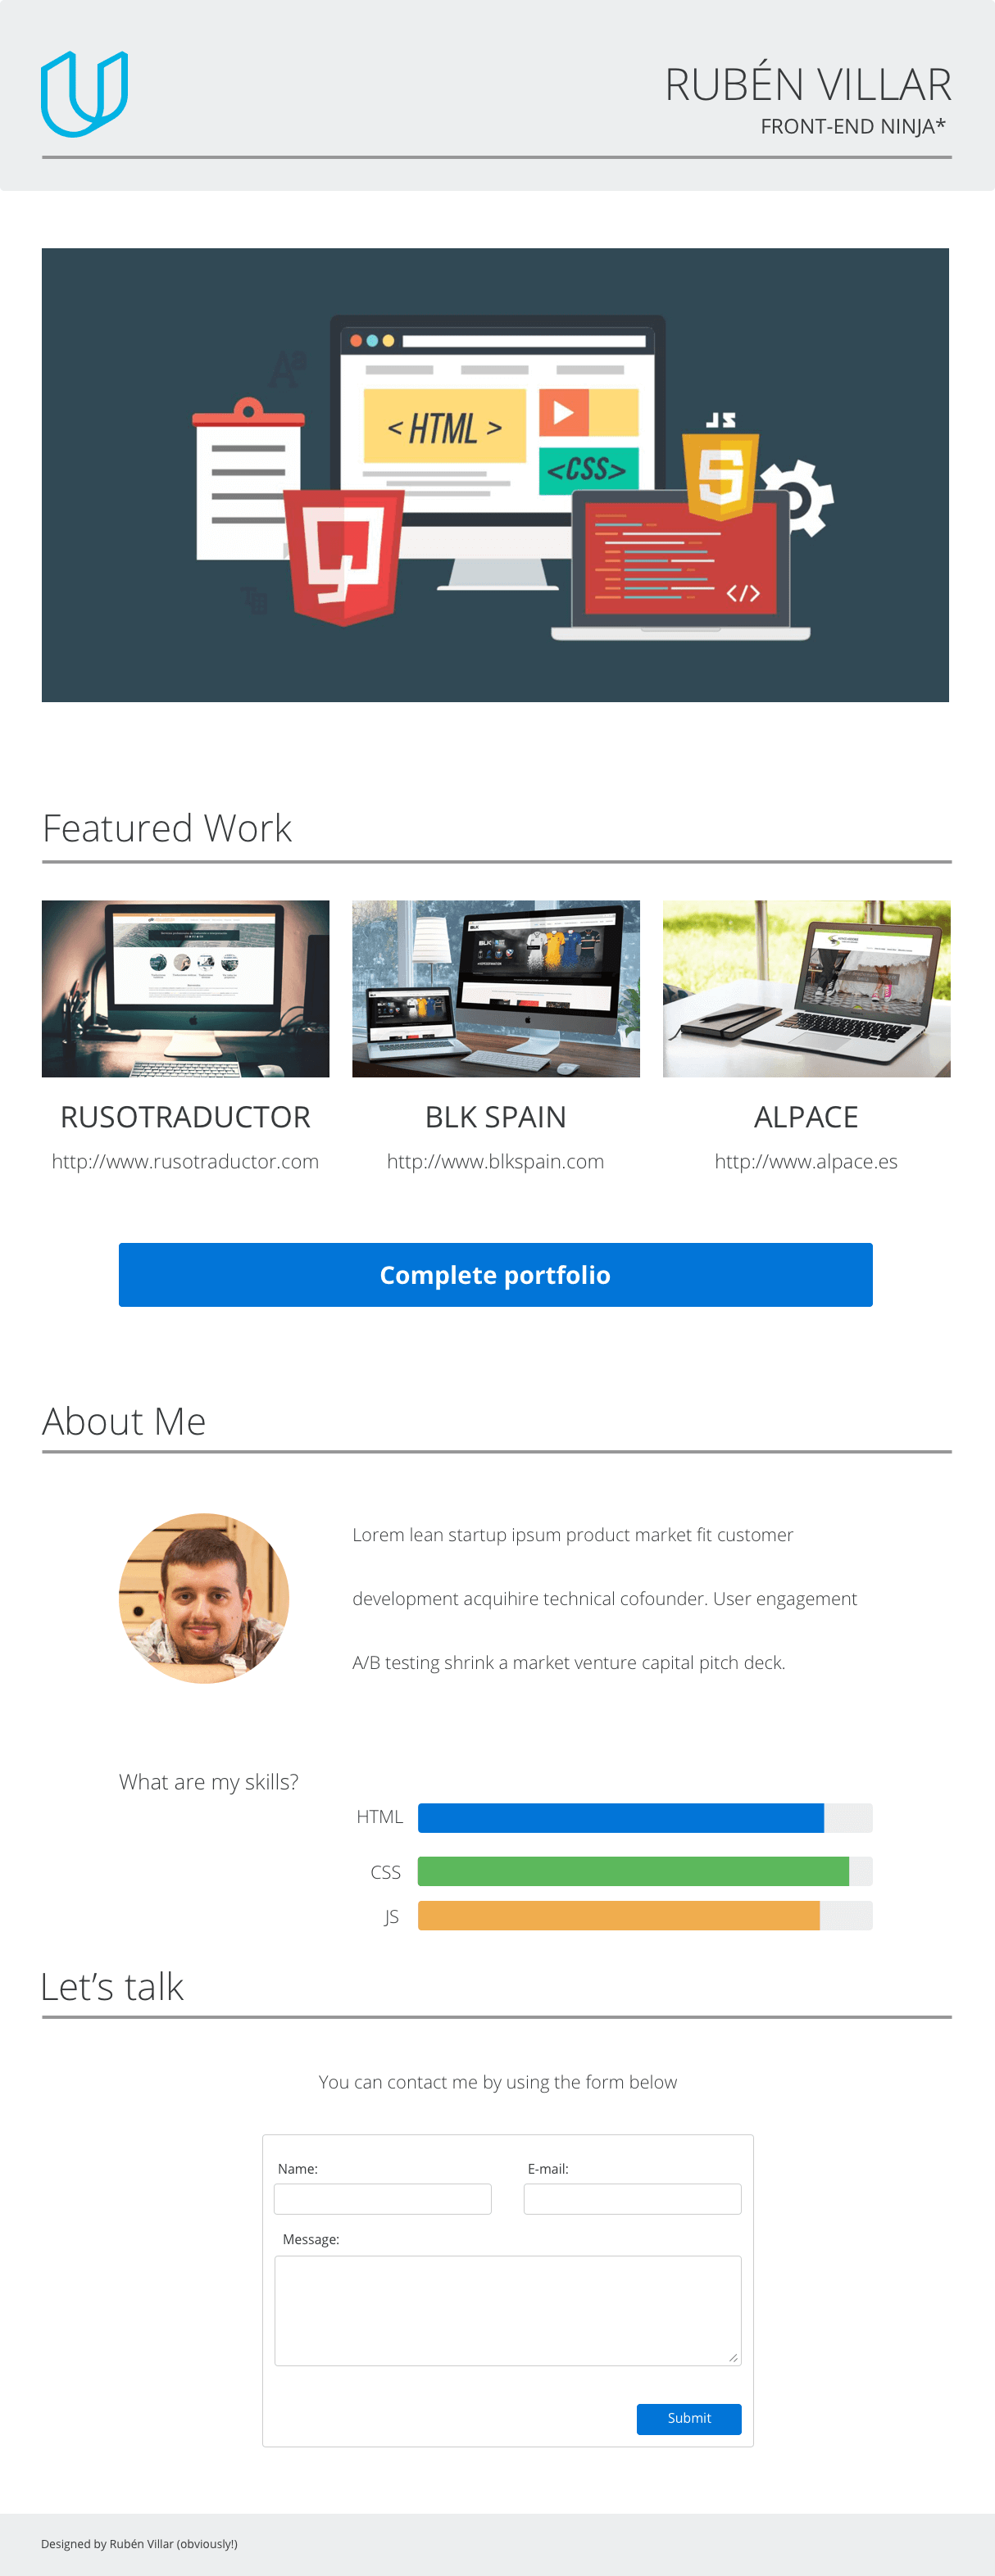 RUBÉN VILLAR
FRONT-END NINJA*
< HTML >
<CSS>
JS
</>
Featured Work
RUSOTRADUCTOR
BLK SPAIN
ALPACE
http://www.rusotraductor.com
http://www.blkspain.com
http://www.alpace.es
Complete portfolio
About Me
Lorem lean startup ipsum product market fit customer
development acquihire technical cofounder. User engagement
A/B testing shrink a market venture capital pitch deck.
What are my skills?
HTML
CSS
JS
Let’s talk
You can contact me by using the form below
Name:
E-mail:
Message:
Submit
Designed by Rubén Villar (obviously!)